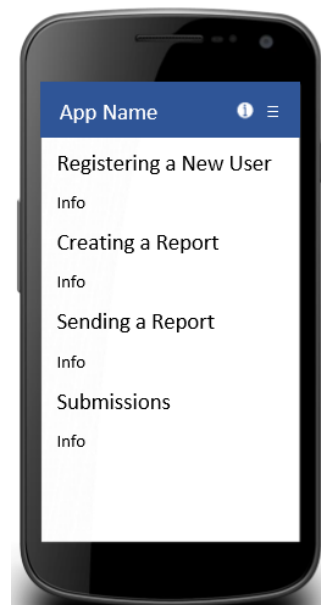 App Name
Registering a New User
Info
Creating a Report
Info
Sending a Report
Info
Submissions
Info